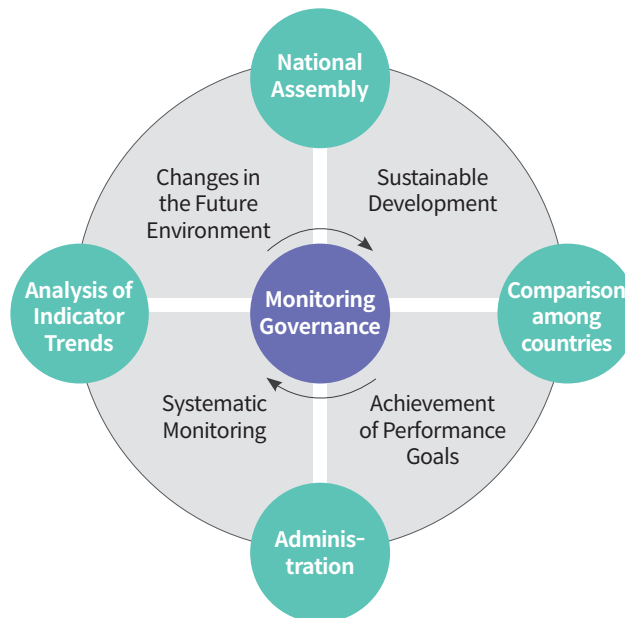 National
Assembly
Changes in
the Future
Environment
Sustainable
Development
Analysis of
Indicator
Trends
Monitoring
Governance
Comparison
among
countries
Systematic
Monitoring
Achievement
of Performance
Goals
Adminis-
tration